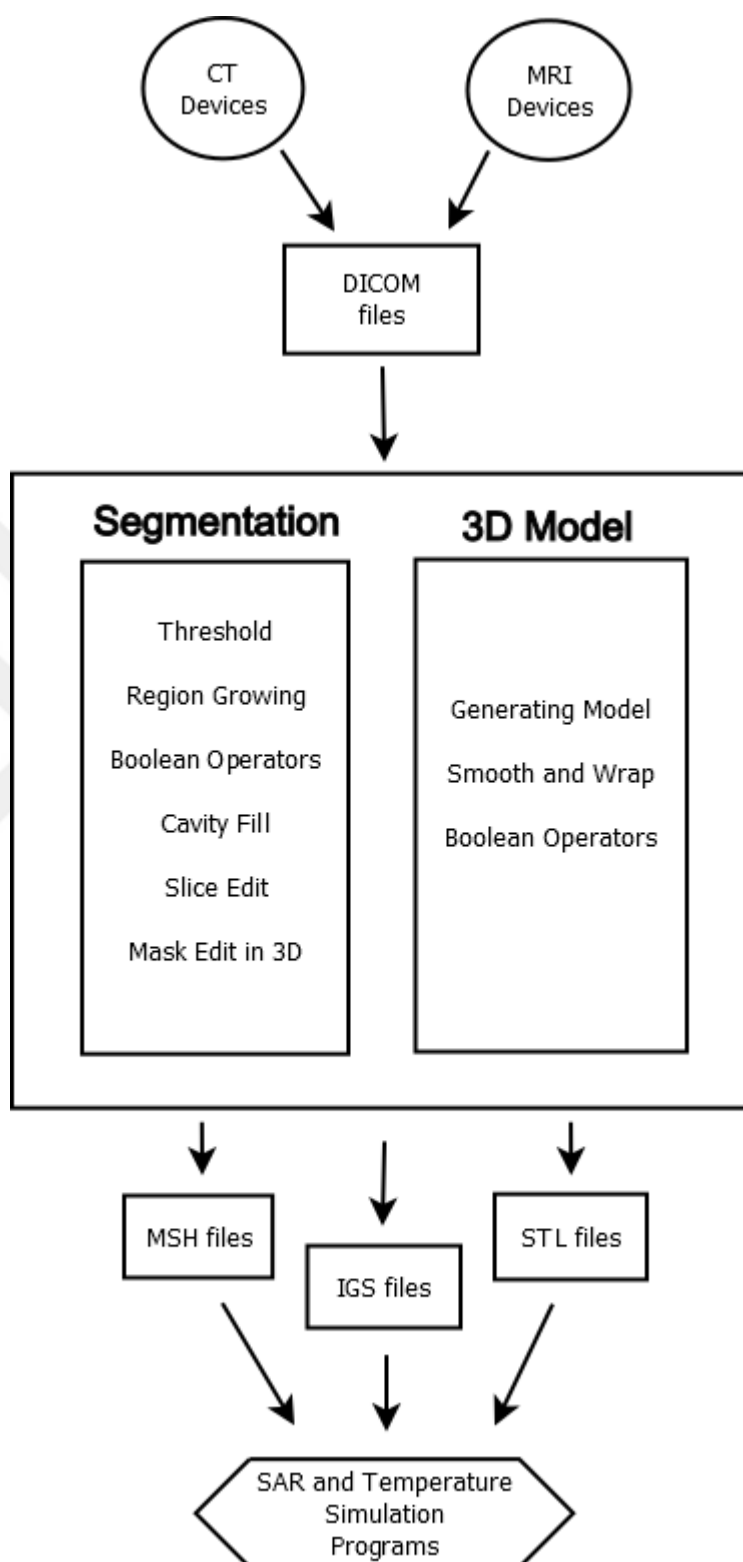 CT
Devices
MRI
Devices
DICOM
files
Segmentation
Threshold
Region Growing
Boolean Operators
Cavity Fill
Slice Edit
Mask Edit in 3D
3D Model
Generating Model
Smooth and Wrap
Boolean Operators
MSH files
IGS files
STL files
SAR and Temperature
Simulation
Programs